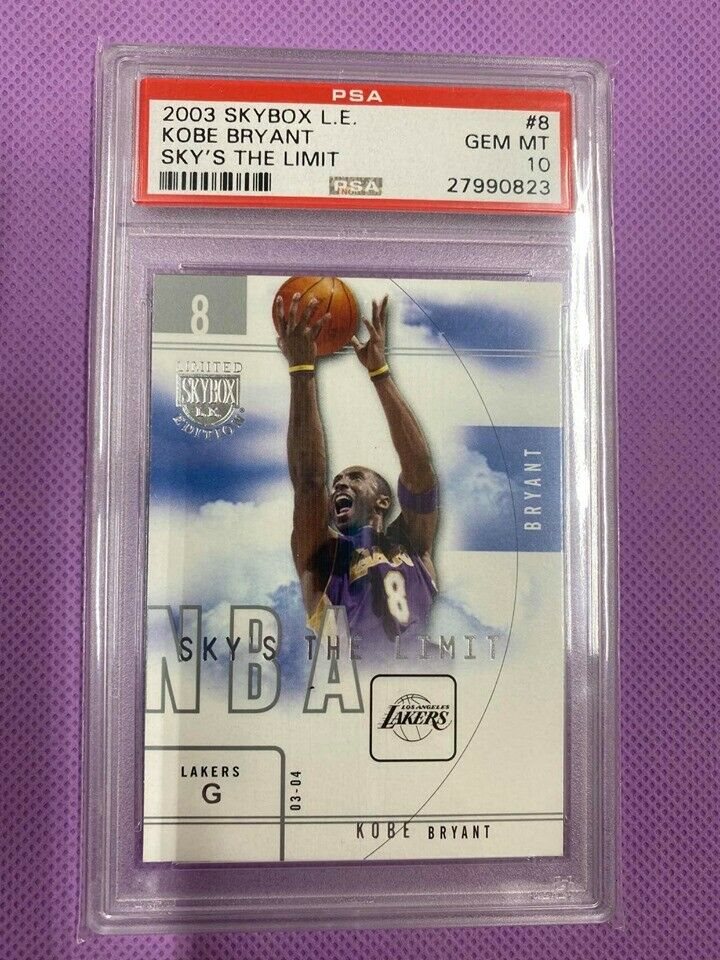 PSA
2003 SKYBOX L.E. #8
KOBE BRYANT GEM MT
SKY'S THE LIMIT 10
PSA 27990823
8
LIMITED
SKYBOX
L.E.
EDITION
BRYANT
8
NBA
SKY'S THE LIMIT
LOS ANGELES
LAKERS
LAKERS
G
03-04
KOBE BRYANT